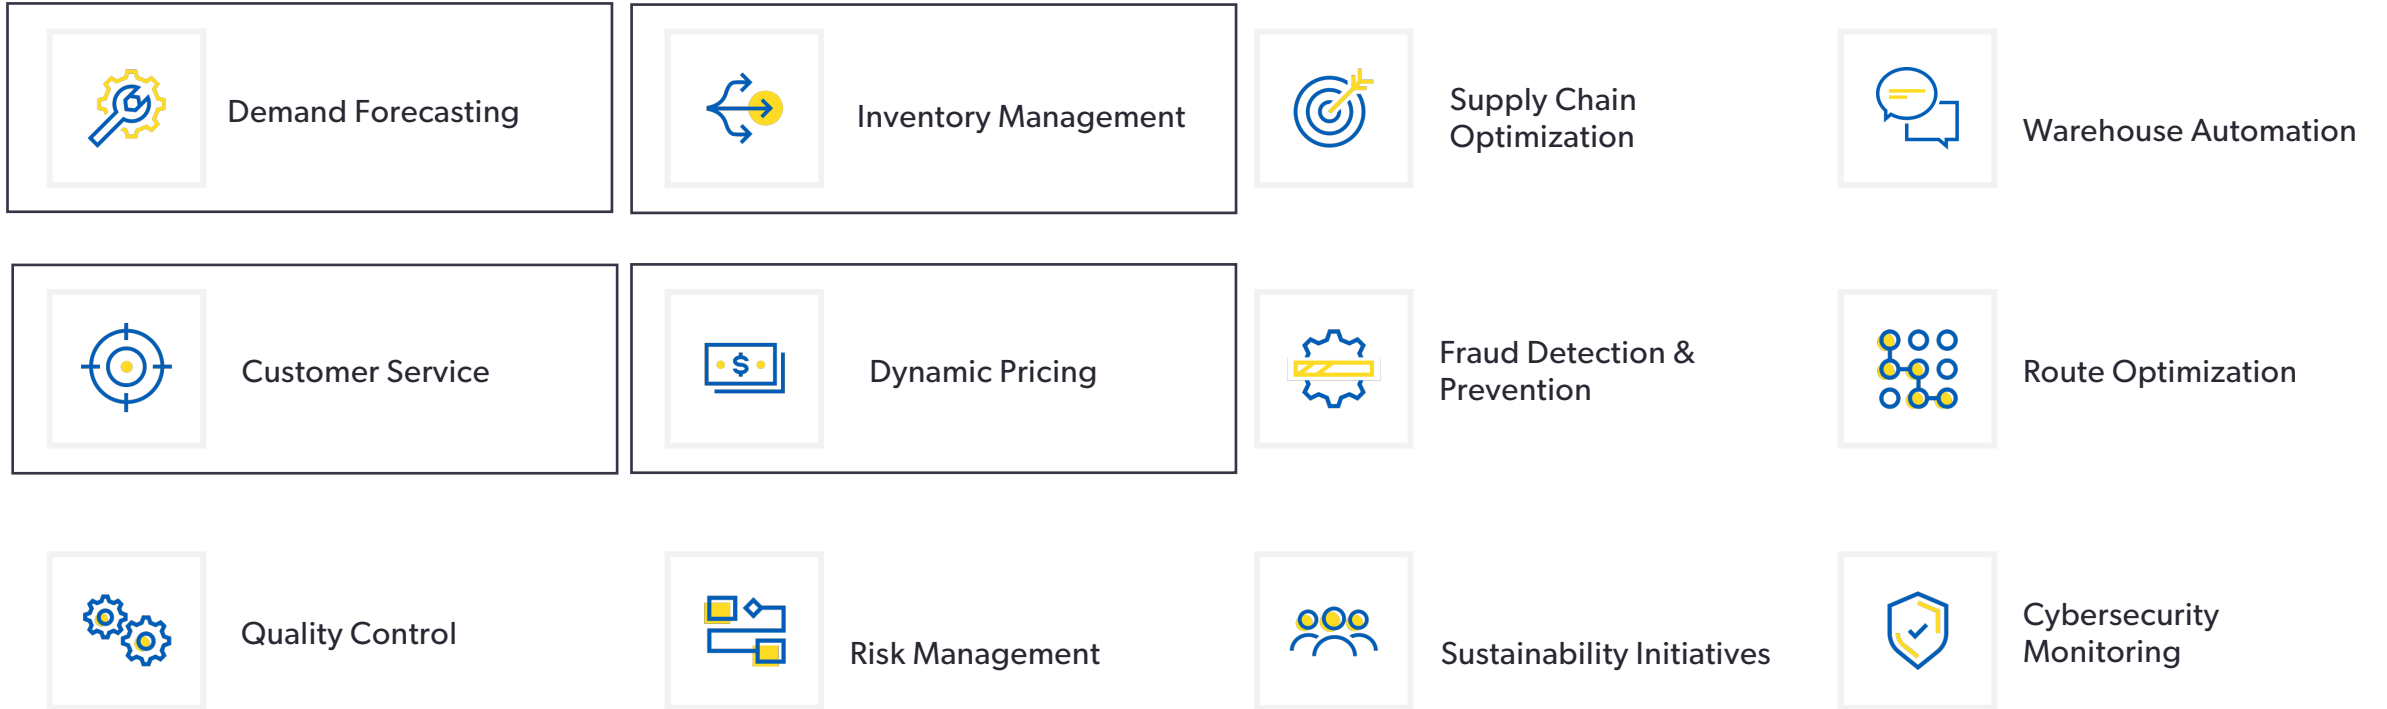 Demand Forecasting
Inventory Management
Supply Chain
Optimization
Warehouse Automation
Customer Service
$
Dynamic Pricing
Fraud Detection &
Prevention
Route Optimization
Quality Control
Risk Management
Sustainability Initiatives
Cybersecurity
Monitoring